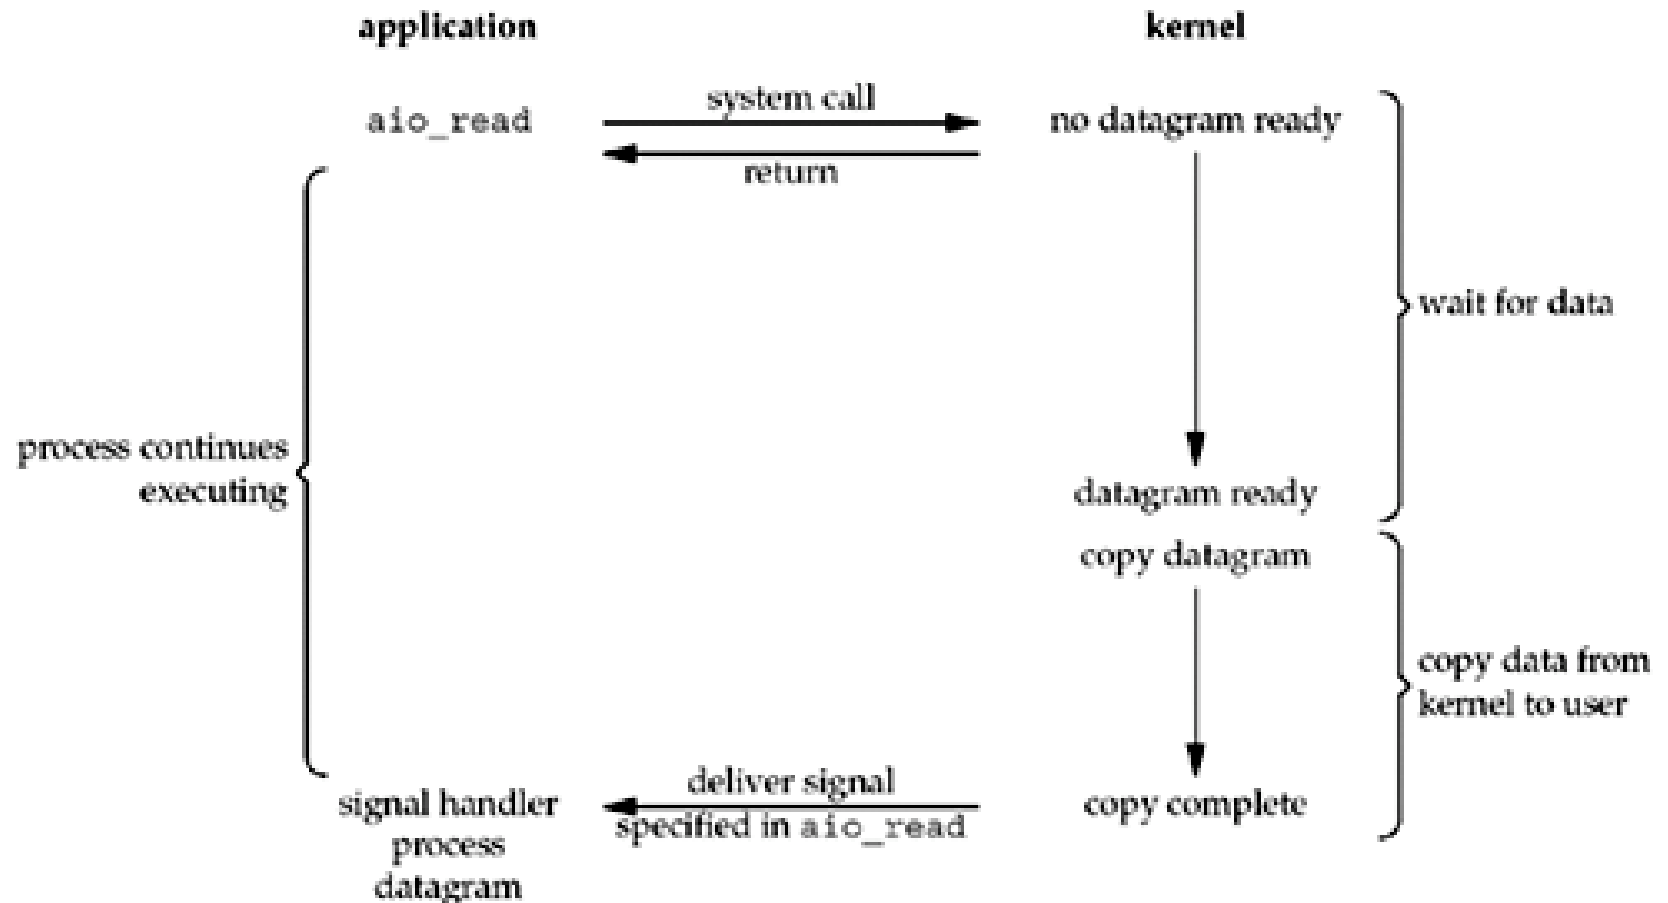 application
kernel
aio_read
system call
no datagram ready
return
wait for data
process continues
executing
datagram ready
copy datagram
copy data from
kernel to user
deliver signal
signal handler
copy complete
specified in aio_read
process
datagram